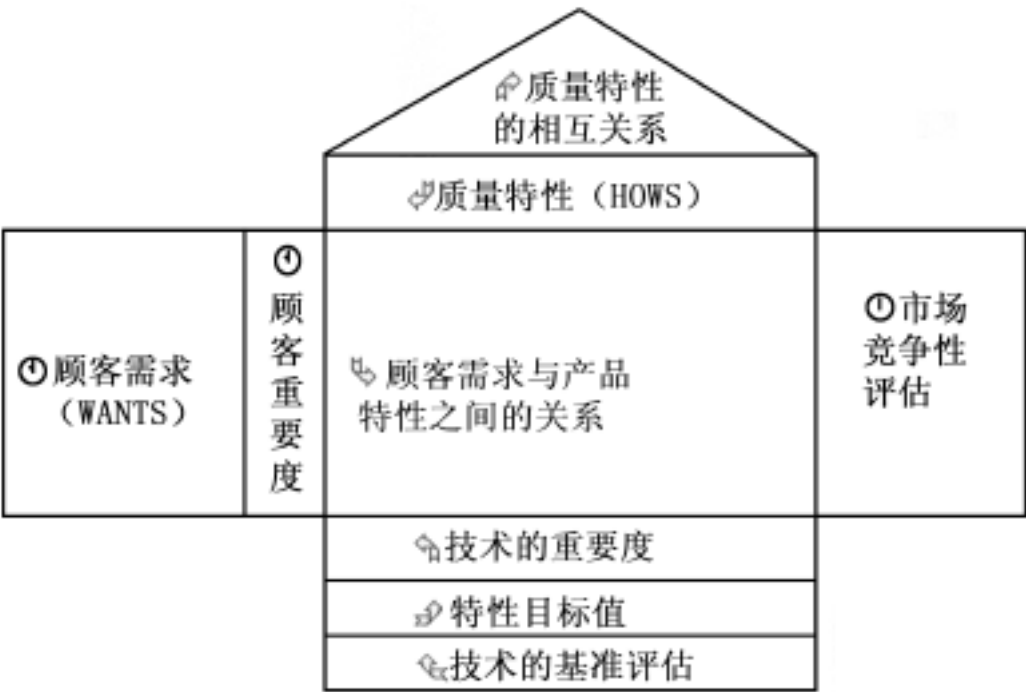 质量特性
的相互关系
质量特性（HOWS）
顾客需求
（WANTS）
顾客重要度
顾客需求与产品
特性之间的关系
市场
竞争性
评估
技术的重要度
特性目标值
技术的基准评估